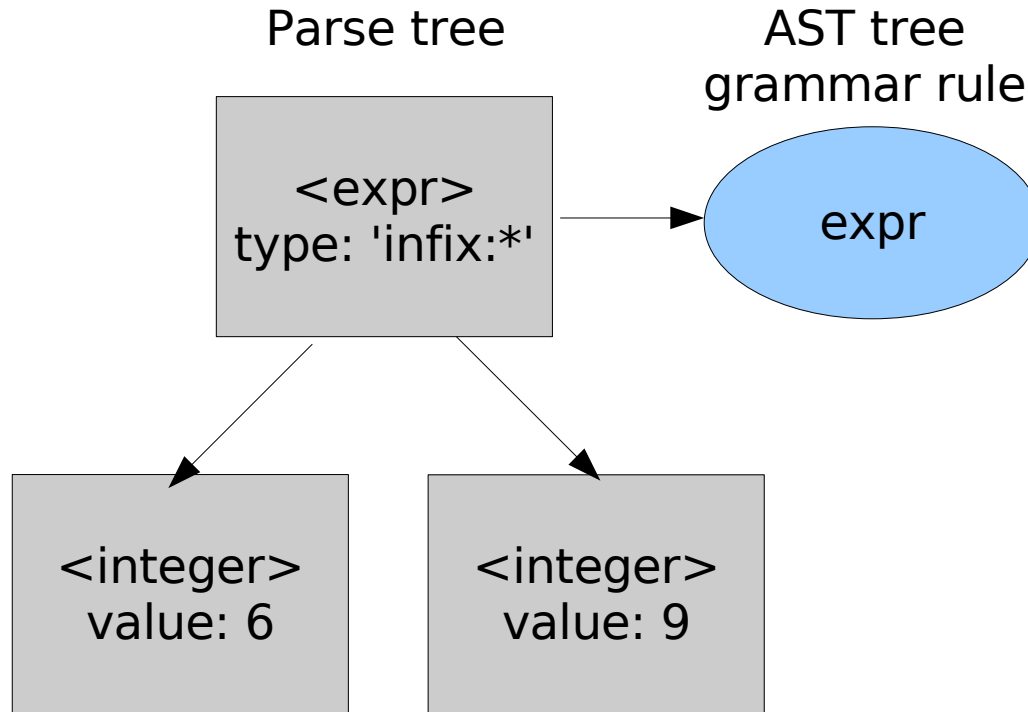 Parse tree
AST tree
grammar rule
<expr>
type: 'infix:*'
expr
<integer>
value: 6
<integer>
value: 9